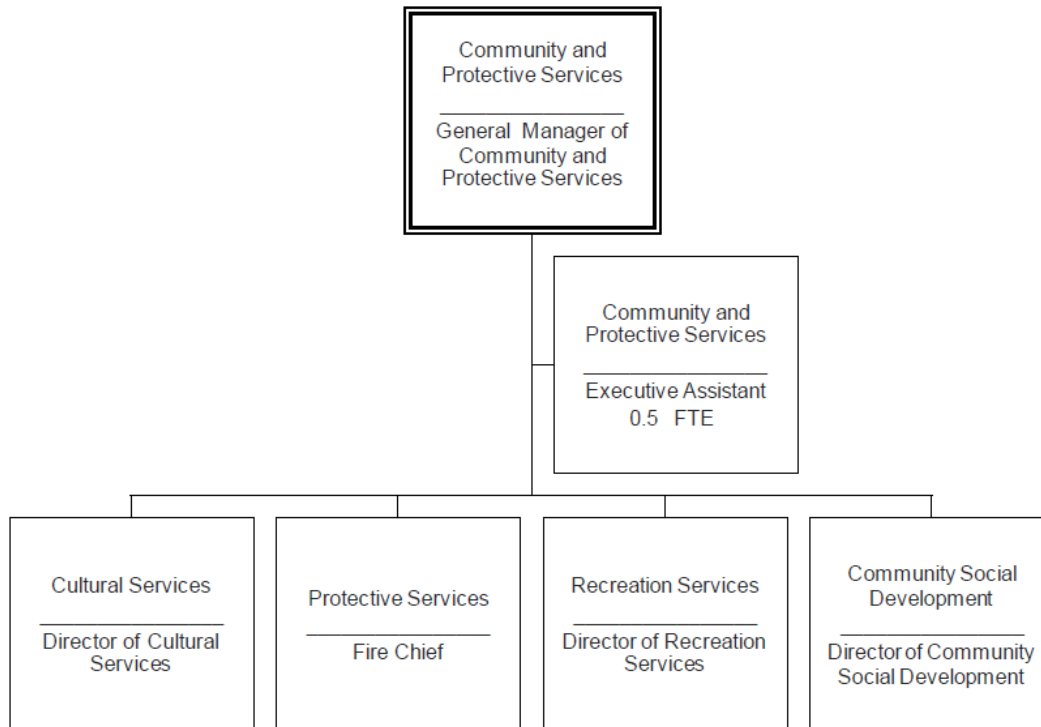 Community and
Protective Services
General Manager of
Community and
Protective Services
Community and
Protective Services
Executive Assistant
0.5 FTE
Cultural Services
Director of Cultural
Services
Protective Services
Fire Chief
Recreation Services
Director of Recreation
Services
Community Social
Development
Director of Community
Social Development